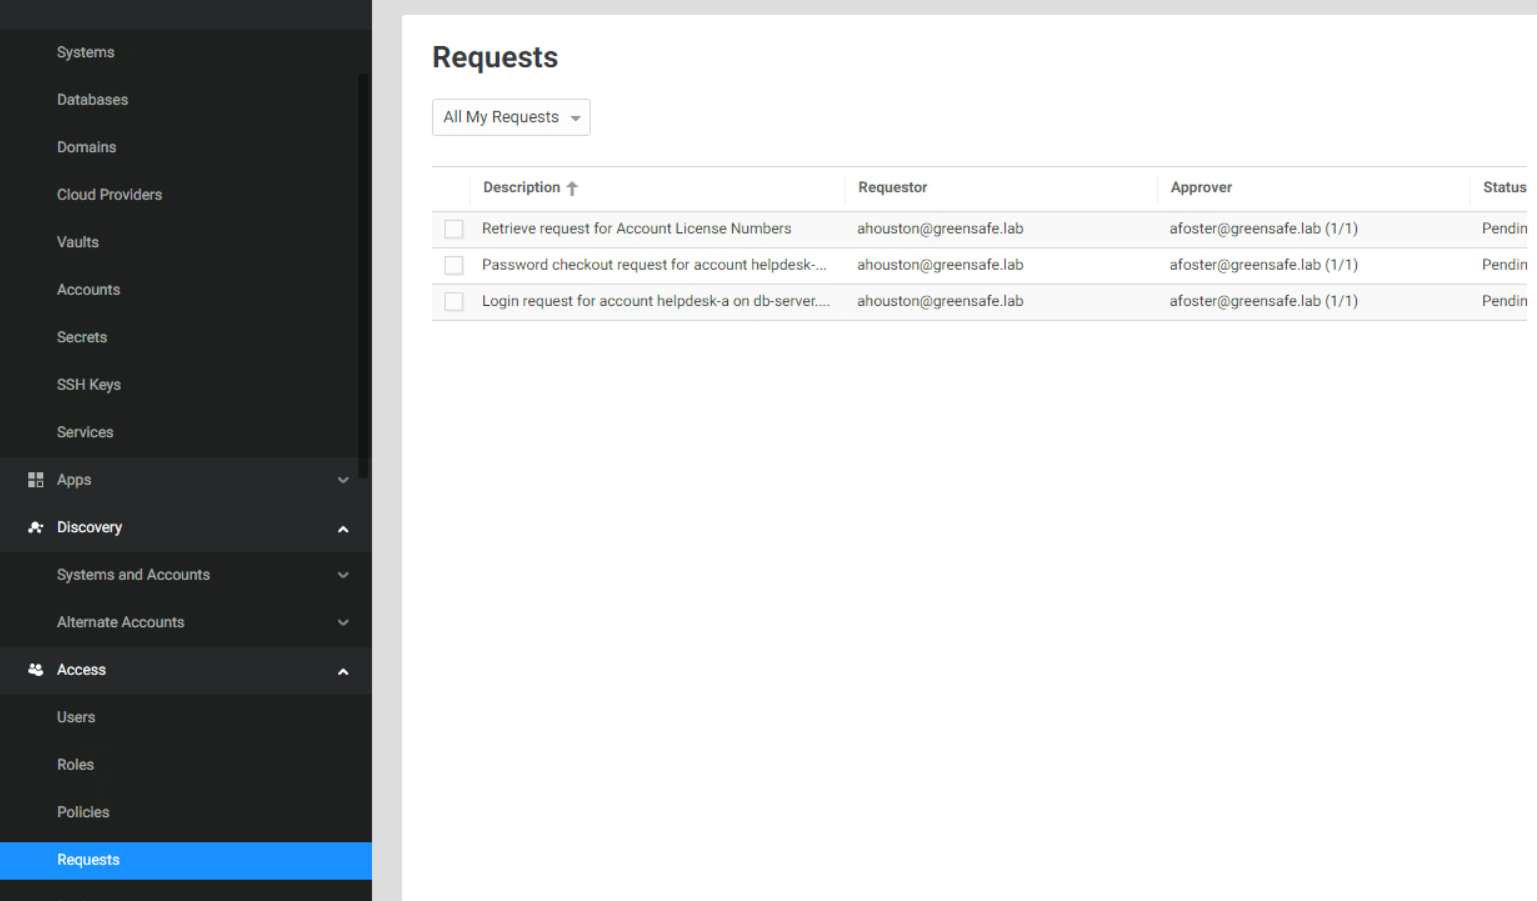 Systems
Databases
Domains
Cloud Providers
Vaults
Accounts
Secrets
SSH Keys
Services
Apps
Discovery
Systems and Accounts
Alternate Accounts
Access
Users
Roles
Policies
Requests
Requests
All My Requests
Description Requestor Approver Status
Retrieve request for Account License Numbers ahouston@greensafe.lab afoster@greensafe.lab (1/1) Pendin
Password checkout request for account helpdesk-... ahouston@greensafe.lab afoster@greensafe.lab (1/1) Pendin
Login request for account helpdesk-a on db-server.... ahouston@greensafe.lab afoster@greensafe.lab (1/1) Pendin